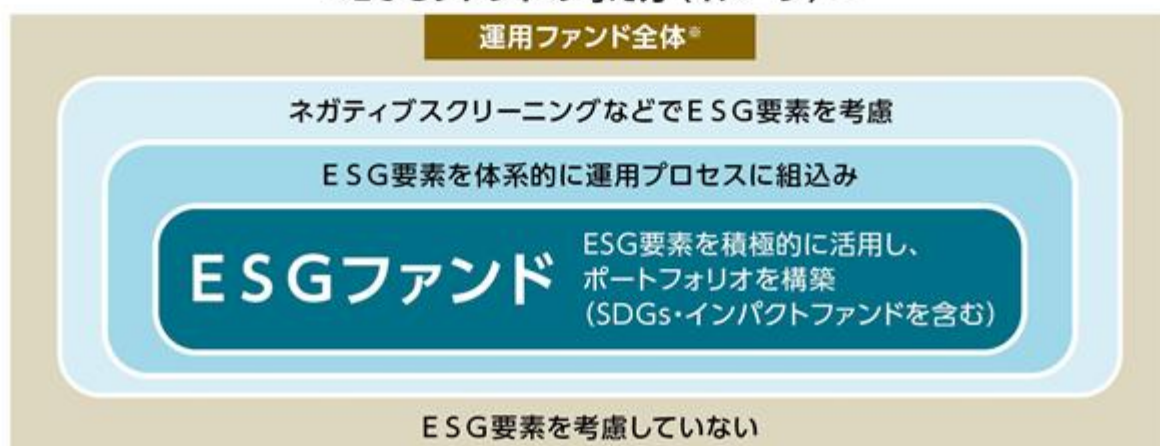 運用ファンド全体※
ネガティブスクリーニングなどでESG要素を考慮
ESG要素を体系的に運用プロセスに組込み
ESGファンド
ESG要素を積極的に活用し、
ポートフォリオを構築
(SDGs・インパクトファンドを含む)
ESG要素を考慮していない